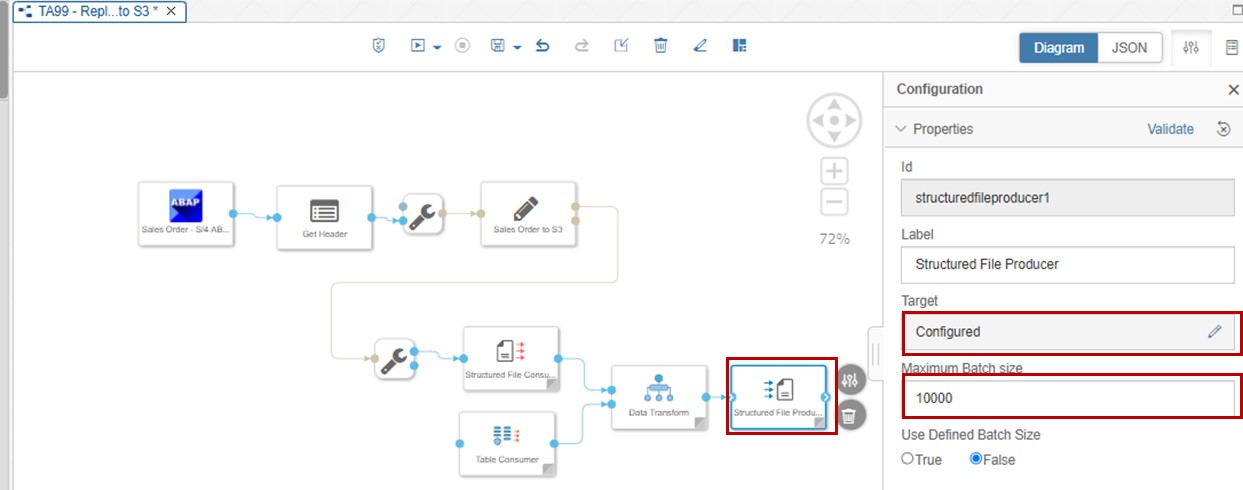 TA99 - Repl...to S3 *
Diagram
JSON
Configuration
Properties
Validate
Id
structuredfileproducer1
Label
Structured File Producer
Target
Configured
Maximum Batch size
10000
Use Defined Batch Size
True
False
72%
ABAP
Sales Order - S/4 AB...
Get Header
Sales Order to S3
Structured File Consu...
Table Consumer
Data Transform
Structured File Produ...